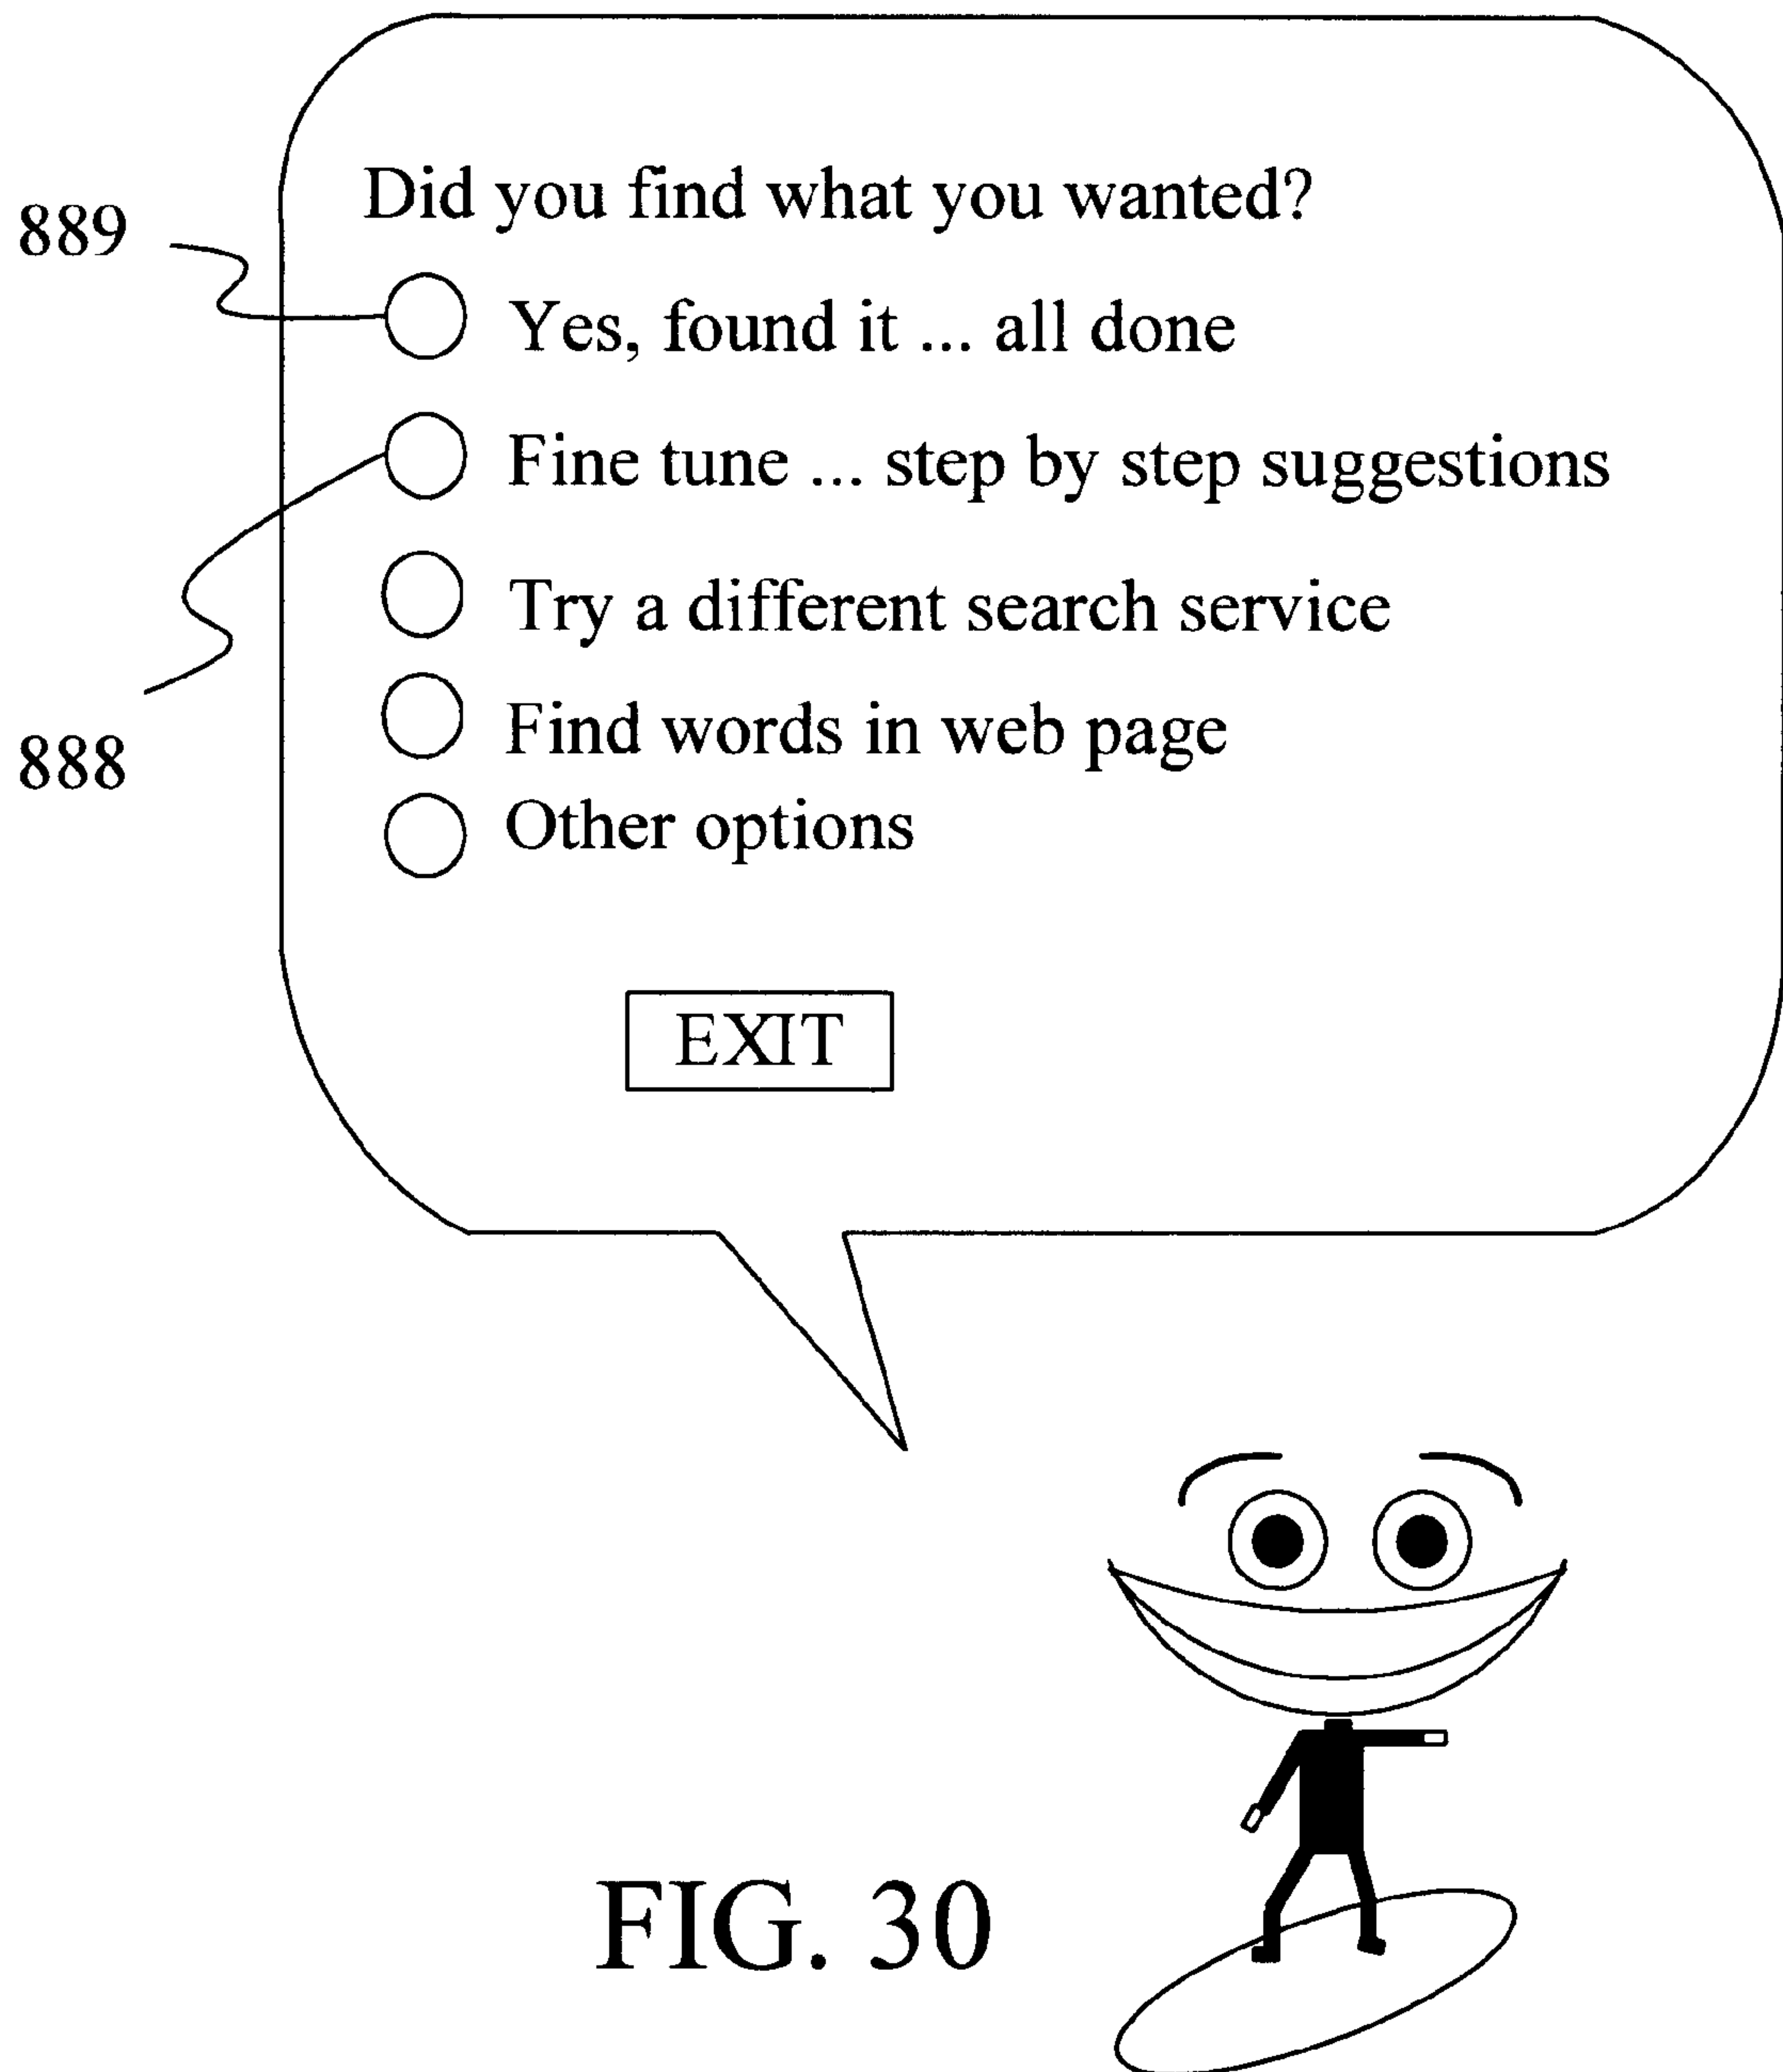 Did you find what you wanted?
889
Yes, found it ... all done
Fine tune ... step by step suggestions
Try a different search service
Find words in web page
888
Other options
EXIT
FIG. 30